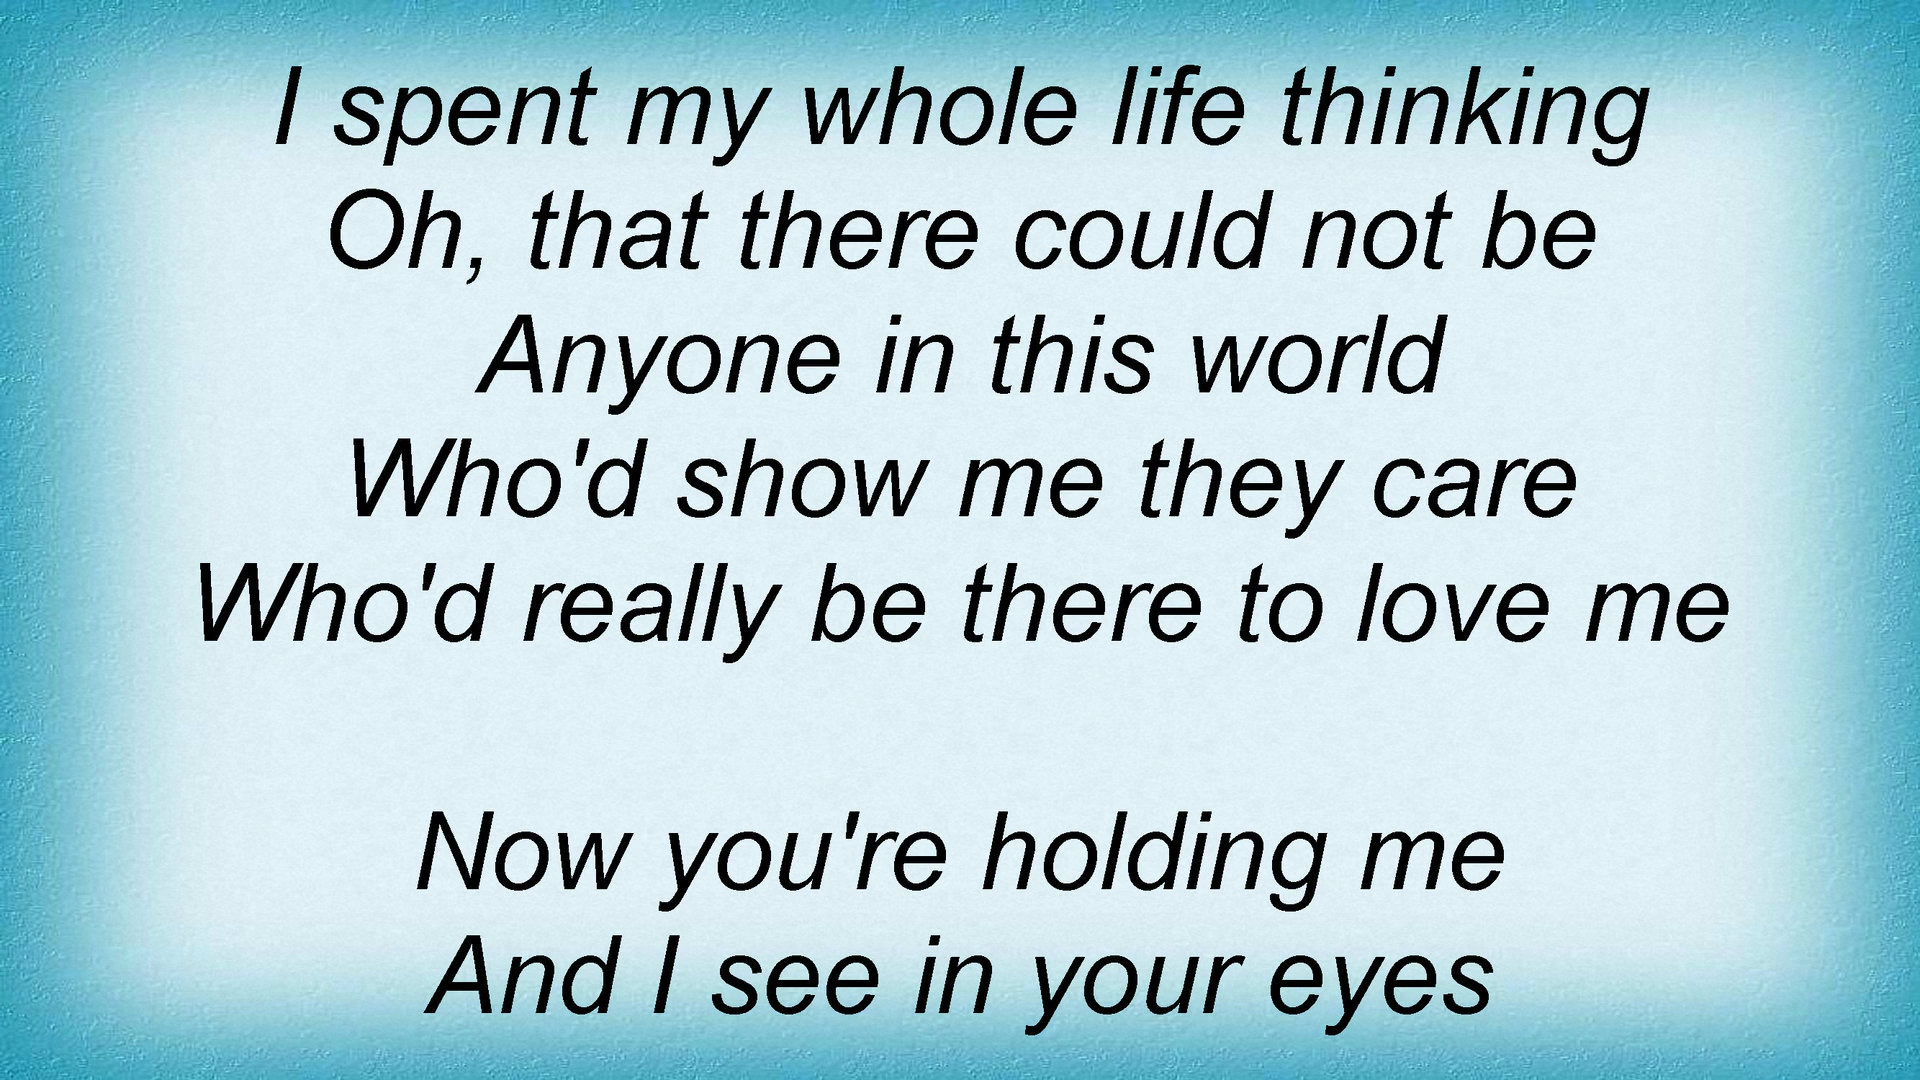 I spent my whole life thinking
Oh, that there could not be
Anyone in this world
Who'd show me they care
Who'd really be there to love me
Now you're holding me
And I see in your eyes